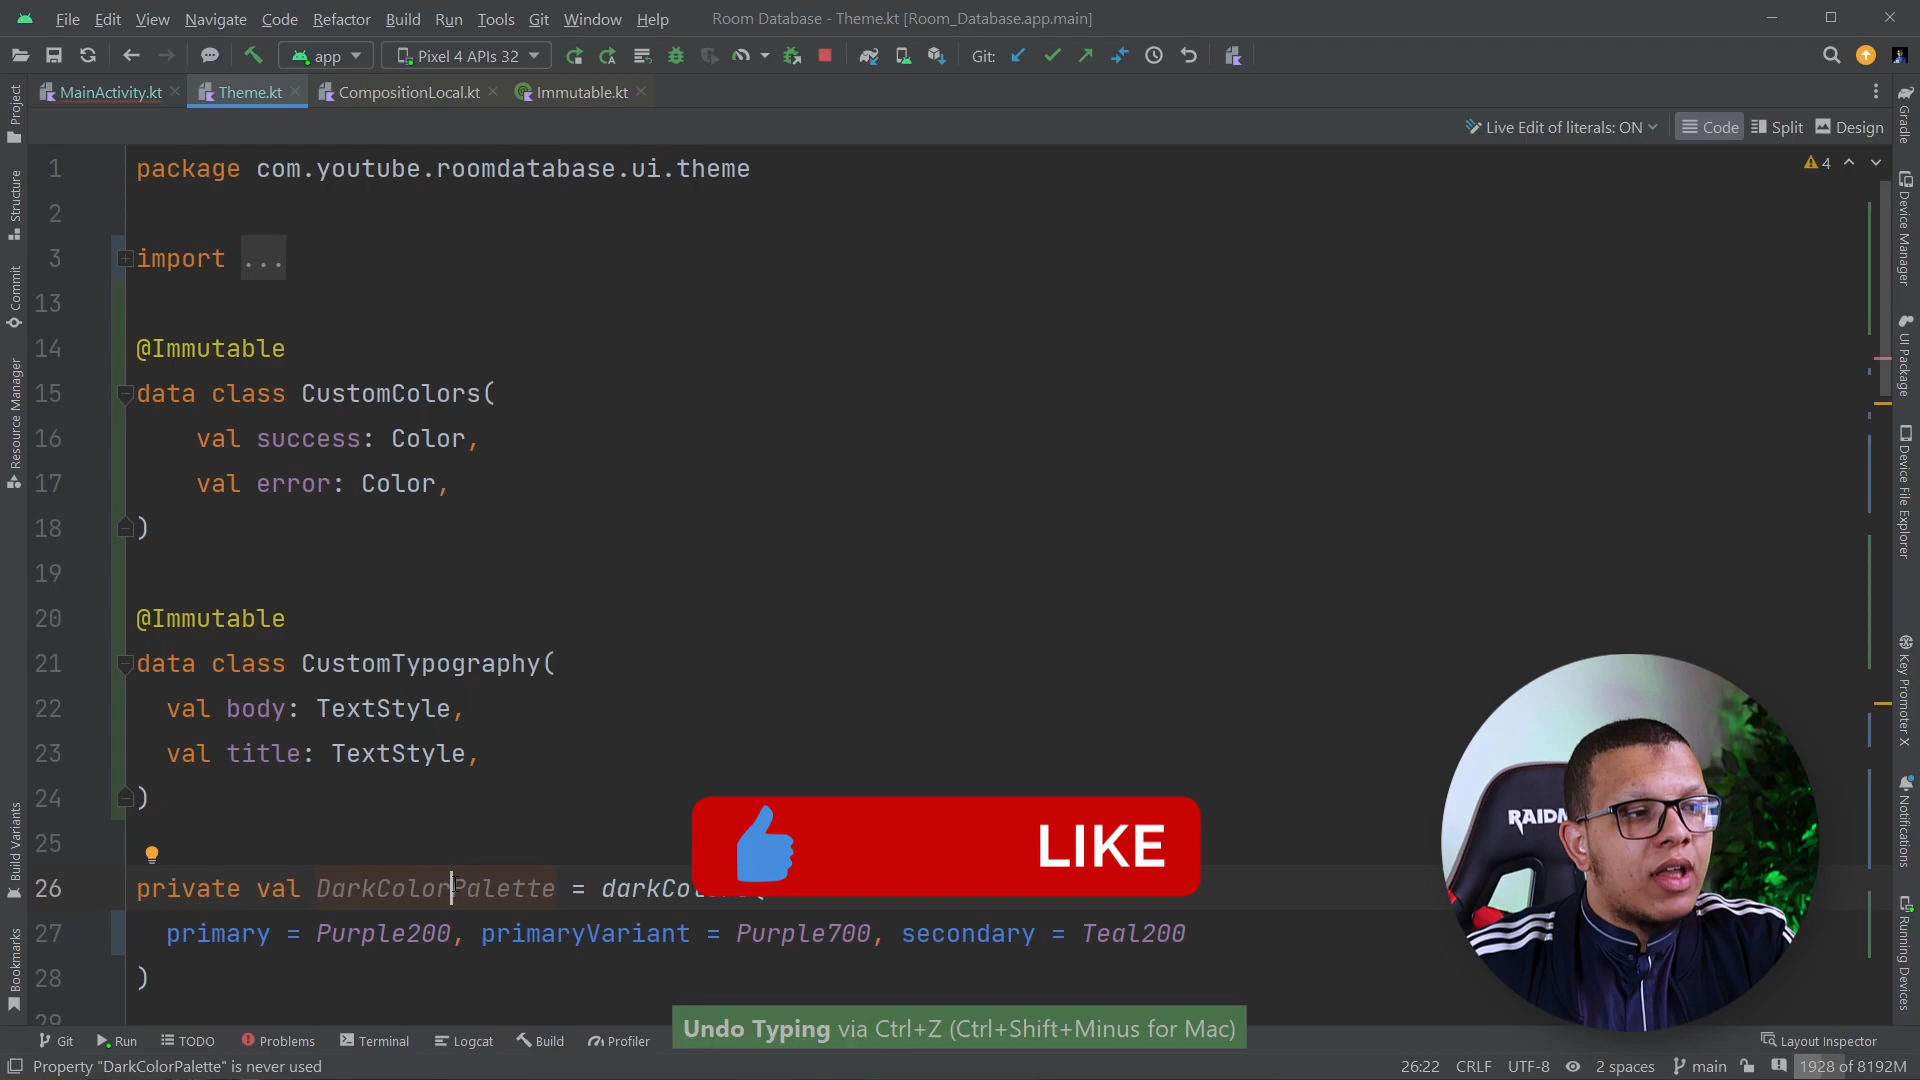 File Edit View Navigate Code Refactor Build Run Tools Git Window Help Room Database - Theme.kt [Room_Database.app.main]
app Pixel 4 APIs 32 Git:
MainActivity.kt Theme.kt CompositionLocal.kt Immutable.kt
Live Edit of literals: ON Code Split Design
1 package com.youtube.roomdatabase.ui.theme
4
2
3 import ...
13
14 @Immutable
15 data class CustomColors(
16 val success: Color,
17 val error: Color,
18 )
19
20 @Immutable
21 data class CustomTypography(
22 val body: TextStyle,
23 val title: TextStyle,
24 )
25
26 private val DarkColorPalette = darkCo
27 primary = Purple200, primaryVariant = Purple700, secondary = Teal200
28 )
29
LIKE
RAIDM
Undo Typing via Ctrl+Z (Ctrl+Shift+Minus for Mac)
Project
Structure
Commit
Resource Manager
Build Variants
Bookmarks
Gradle
Device Manager
UI Package
Device File Explorer
Key Promoter X
Notifications
Running Devices
Git Run TODO Problems Terminal Logcat Build Profiler Layout Inspector
Property "DarkColorPalette" is never used 26:22 CRLF UTF-8 2 spaces main 1928 of 8192M